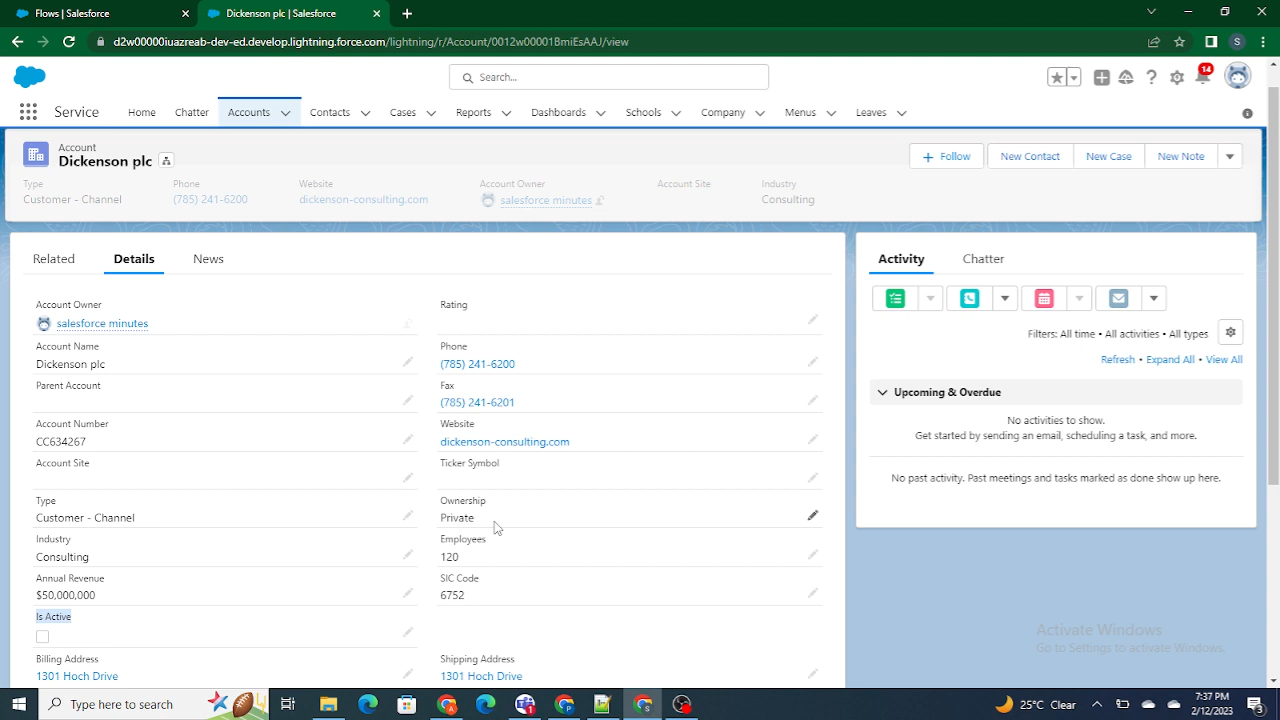 Flows | Salesforce
Dickenson plc | Salesforce
d2w00000iuazreab-dev-ed.develop.lightning.force.com/lightning/r/Account/0012w00001BmiEsAAJ/view
S
Search...
14
Service
Home
Chatter
Accounts
Contacts
Cases
Reports
Dashboards
Schools
Company
Menus
Leaves
Account
Dickenson plc
Follow
New Contact
New Case
New Note
Type
Customer - Channel
Phone
(785) 241-6200
Website
dickenson-consulting.com
Account Owner
salesforce minutes
Account Site
Industry
Consulting
Related
Details
News
Account Owner
salesforce minutes
Rating
Account Name
Dickenson plc
Phone
(785) 241-6200
Parent Account
Fax
(785) 241-6201
Account Number
CC634267
Website
dickenson-consulting.com
Account Site
Ticker Symbol
Type
Customer - Channel
Ownership
Private
Industry
Consulting
Employees
120
Annual Revenue
$50,000,000
SIC Code
6752
Is Active
Billing Address
1301 Hoch Drive
Shipping Address
1301 Hoch Drive
Activity
Chatter
Filters: All time • All activities • All types
Refresh • Expand All • View All
Upcoming & Overdue
No activities to show.
Get started by sending an email, scheduling a task, and more.
No past activity. Past meetings and tasks marked as done show up here.
Activate Windows
Go to Settings to activate Windows.
Type here to search
25°C Clear
7:37 PM
2/12/2023
3